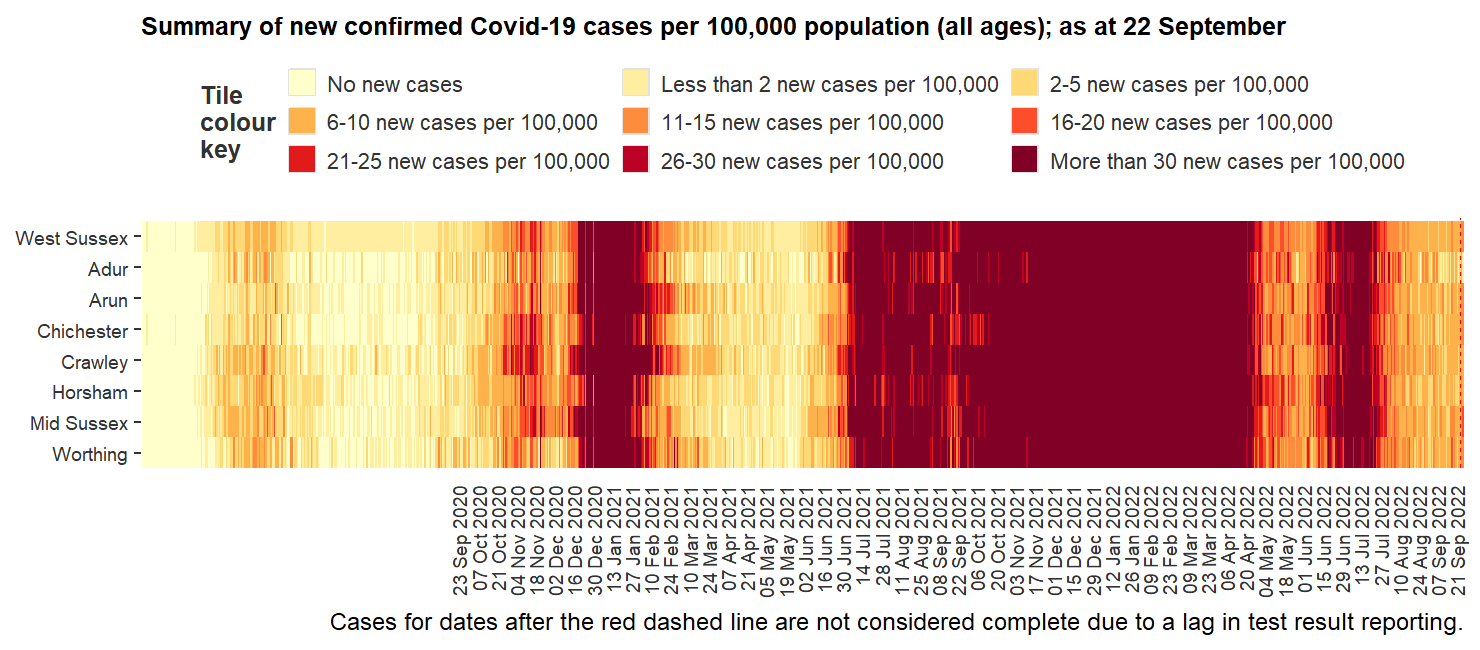 Summary of new confirmed Covid-19 cases per 100,000 population (all ages); as at 22 September
Tile
colour
key
No new cases
Less than 2 new cases per 100,000
2-5 new cases per 100,000
6-10 new cases per 100,000
11-15 new cases per 100,000
16-20 new cases per 100,000
21-25 new cases per 100,000
26-30 new cases per 100,000
More than 30 new cases per 100,000
West Sussex
Adur
Arun
Chichester
Crawley
Horsham
Mid Sussex
Worthing
23 Sep 2020
07 Oct 2020
21 Oct 2020
04 Nov 2020
18 Nov 2020
02 Dec 2020
16 Dec 2020
30 Dec 2020
13 Jan 2021
27 Jan 2021
10 Feb 2021
24 Feb 2021
10 Mar 2021
24 Mar 2021
07 Apr 2021
21 Apr 2021
05 May 2021
19 May 2021
02 Jun 2021
16 Jun 2021
30 Jun 2021
14 Jul 2021
28 Jul 2021
11 Aug 2021
25 Aug 2021
08 Sep 2021
22 Sep 2021
06 Oct 2021
20 Oct 2021
03 Nov 2021
17 Nov 2021
01 Dec 2021
15 Dec 2021
29 Dec 2021
12 Jan 2022
26 Jan 2022
09 Feb 2022
23 Feb 2022
09 Mar 2022
23 Mar 2022
06 Apr 2022
20 Apr 2022
04 May 2022
18 May 2022
01 Jun 2022
15 Jun 2022
29 Jun 2022
13 Jul 2022
27 Jul 2022
10 Aug 2022
24 Aug 2022
07 Sep 2022
21 Sep 2022
Cases for dates after the red dashed line are not considered complete due to a lag in test result reporting.